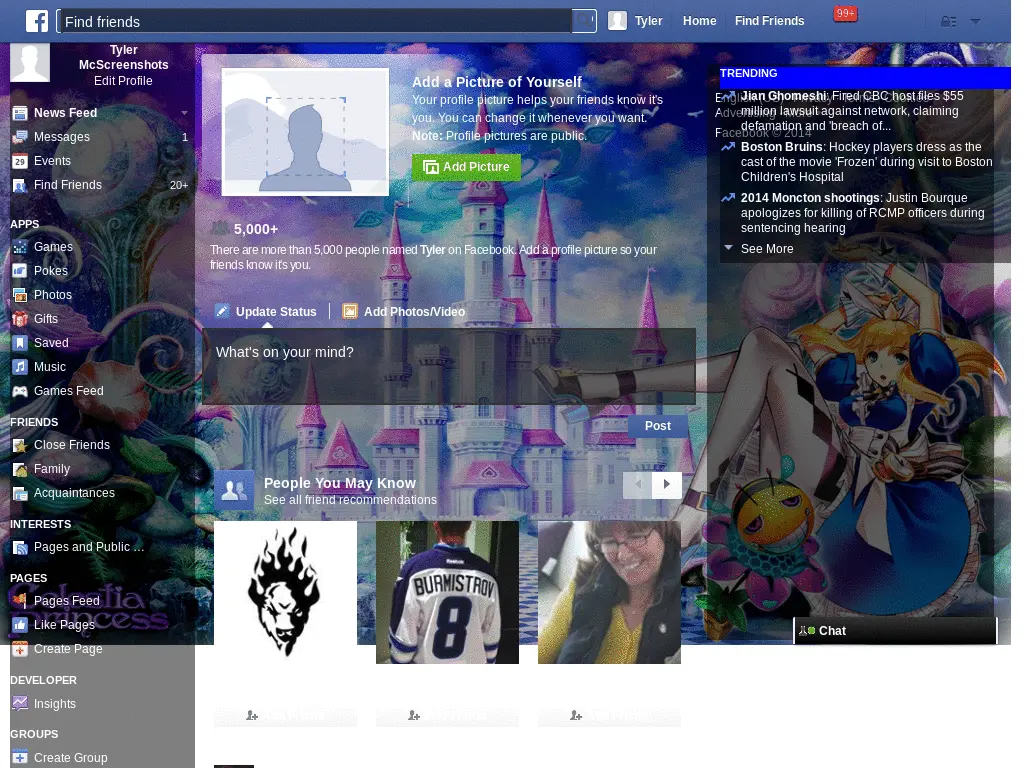 Find friends
Tyler
Home
Find Friends
99+
Tyler
McScreenshots
Edit Profile
News Feed
Messages 1
Events
Find Friends 20+
APPS
Games
Pokes
Photos
Gifts
Saved
Music
Games Feed
FRIENDS
Close Friends
Family
Acquaintances
INTERESTS
Pages and Public ...
PAGES
Pages Feed
Like Pages
Create Page
DEVELOPER
Insights
GROUPS
Create Group
Princess
Add a Picture of Yourself
Your profile picture helps your friends know it's
you. You can change it whenever you want.
Note: Profile pictures are public.
Add Picture
5,000+
There are more than 5,000 people named Tyler on Facebook. Add a profile picture so your
friends know it's you.
Update Status
Add Photos/Video
What's on your mind?
Post
People You May Know
See all friend recommendations
Reebok
BURMISTROV
8
TRENDING
Jian Ghomeshi: Fired CBC host files $55
million lawsuit against network, claiming
defamation and 'breach of...
Advertising
Facebook © 2014
Boston Bruins: Hockey players dress as the
cast of the movie 'Frozen' during visit to Boston
Children's Hospital
2014 Moncton shootings: Justin Bourque
apologizes for killing of RCMP officers during
sentencing hearing
See More
Chat